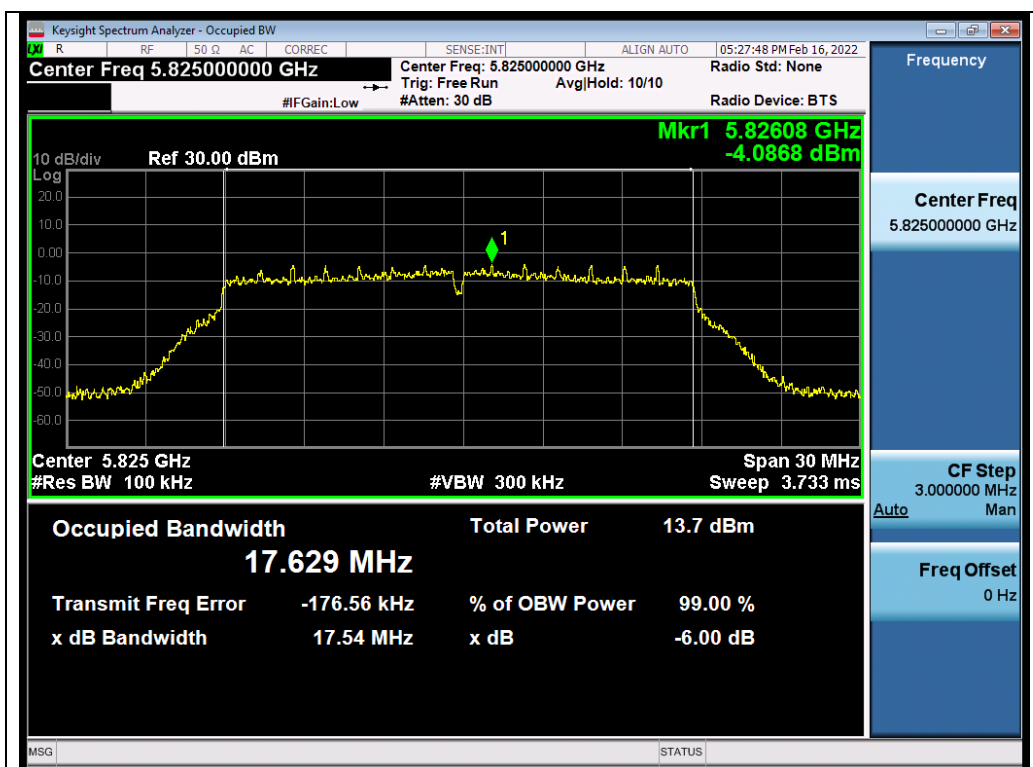 Keysight Spectrum Analyzer - Occupied BW
LXI R RF 50 Ω AC CORREC SENSE:INT ALIGN AUTO 05:27:48 PM Feb 16, 2022
Center Freq 5.825000000 GHz
Center Freq: 5.825000000 GHz
Radio Std: None
Trig: Free Run Avg|Hold: 10/10
#IFGain:Low
#Atten: 30 dB
Radio Device: BTS
Mkr1 5.82608 GHz
-4.0868 dBm
10 dB/div Ref 30.00 dBm
Log
20.0
10.0
0.00
-10.0
-20.0
-30.0
-40.0
-50.0
-60.0
1
Center 5.825 GHz Span 30 MHz
#Res BW 100 kHz #VBW 300 kHz Sweep 3.733 ms
Occupied Bandwidth Total Power 13.7 dBm
17.629 MHz
Transmit Freq Error -176.56 kHz % of OBW Power 99.00 %
x dB Bandwidth 17.54 MHz x dB -6.00 dB
Frequency
Center Freq
5.825000000 GHz
CF Step
3.000000 MHz
Auto Man
Freq Offset
0 Hz
MSG STATUS